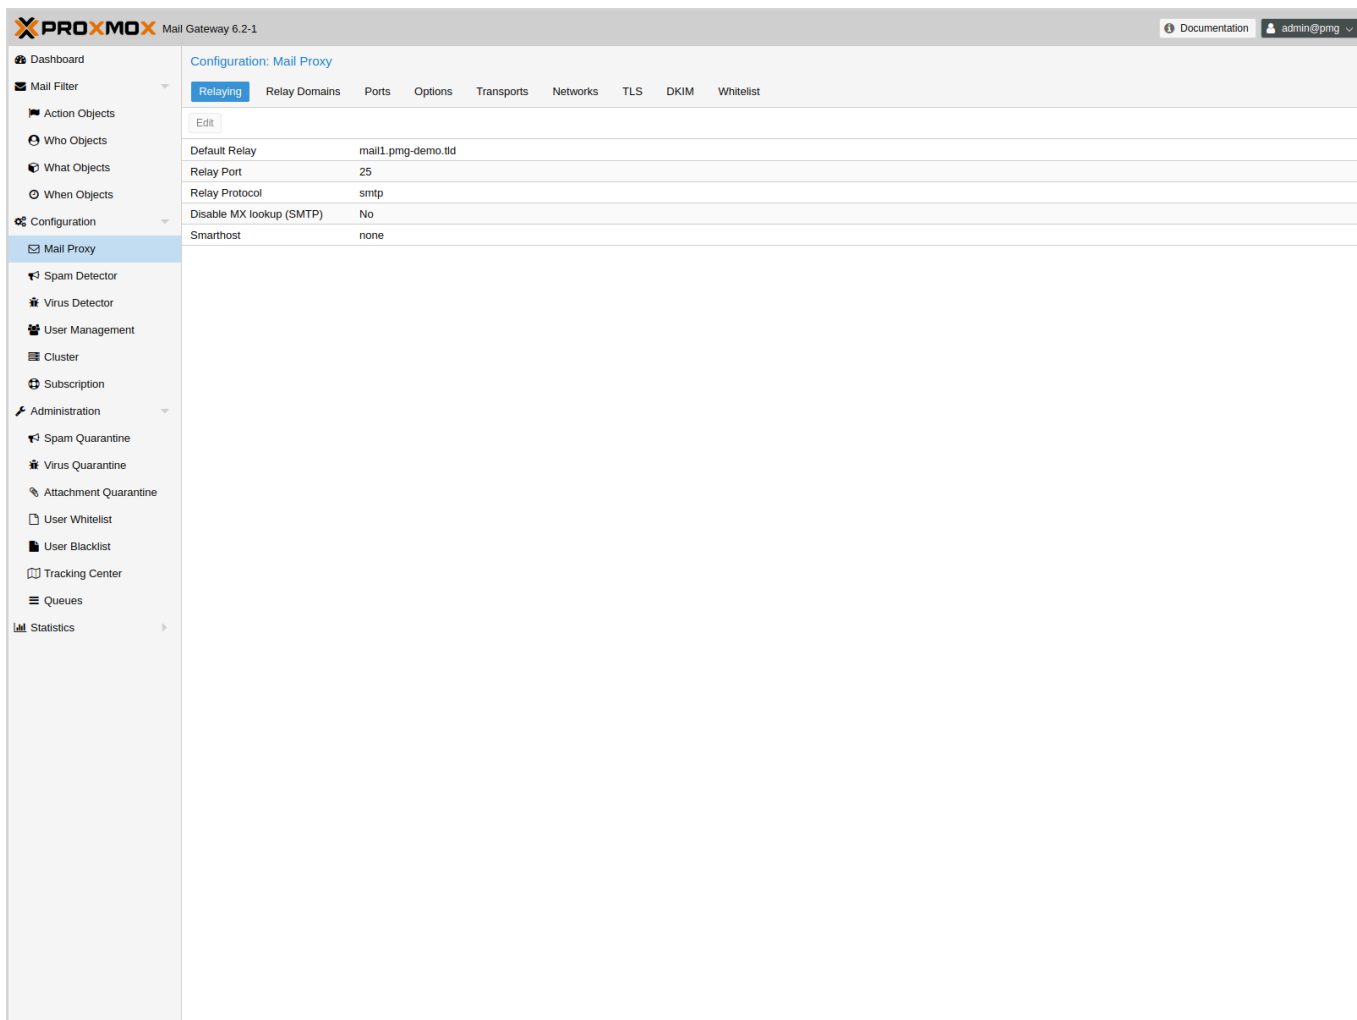 PROXMOX Mail Gateway 6.2-1
Documentation
admin@pmg
Dashboard
Mail Filter
Action Objects
Who Objects
What Objects
When Objects
Configuration
Mail Proxy
Spam Detector
Virus Detector
User Management
Cluster
Subscription
Administration
Spam Quarantine
Virus Quarantine
Attachment Quarantine
User Whitelist
User Blacklist
Tracking Center
Queues
Statistics
Configuration: Mail Proxy
Relaying Relay Domains Ports Options Transports Networks TLS DKIM Whitelist
Edit
Default Relay mail1.pmg-demo.tld
Relay Port 25
Relay Protocol smtp
Disable MX lookup (SMTP) No
Smarthost none